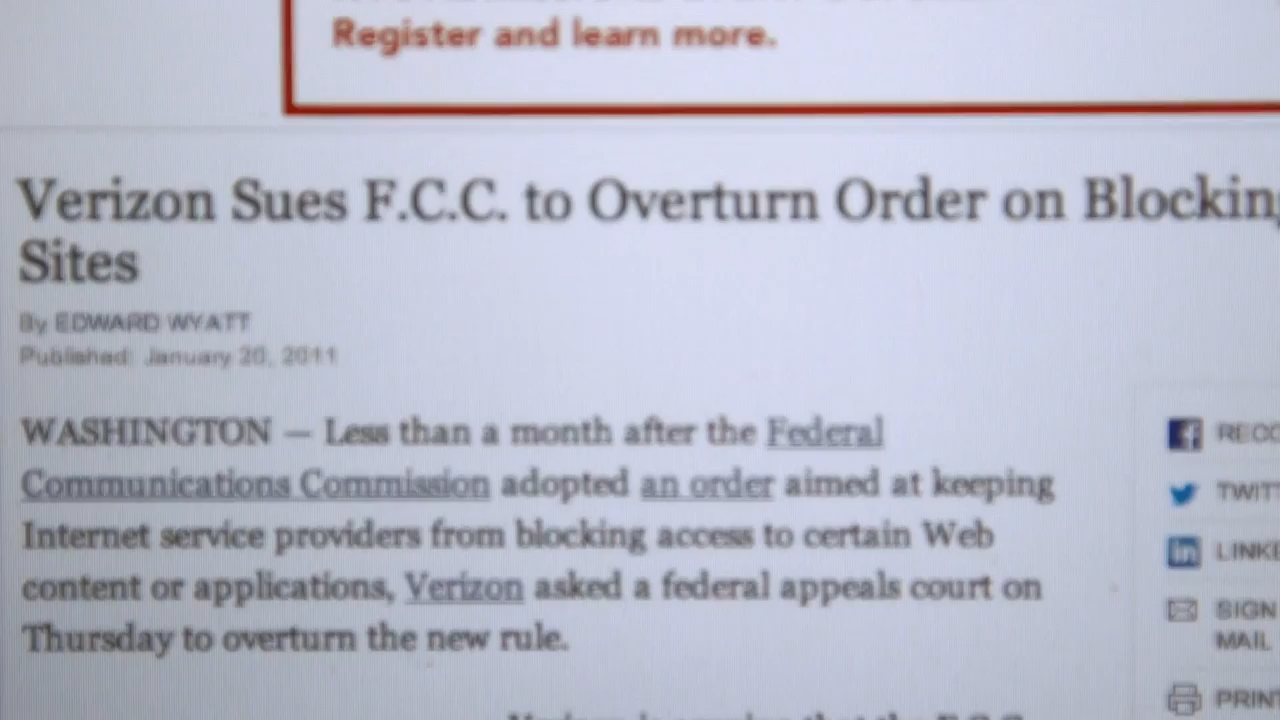 Register and learn more.
Verizon Sues F.C.C. to Overturn Order on Blocking
Sites
By EDWARD WYATT
Published: January 20, 2011
WASHINGTON — Less than a month after the Federal
Communications Commission adopted an order aimed at keeping
Internet service providers from blocking access to certain Web
content or applications, Verizon asked a federal appeals court on
Thursday to overturn the new rule.
RECO
TWITT
LINKE
SIGN
MAIL
PRINT